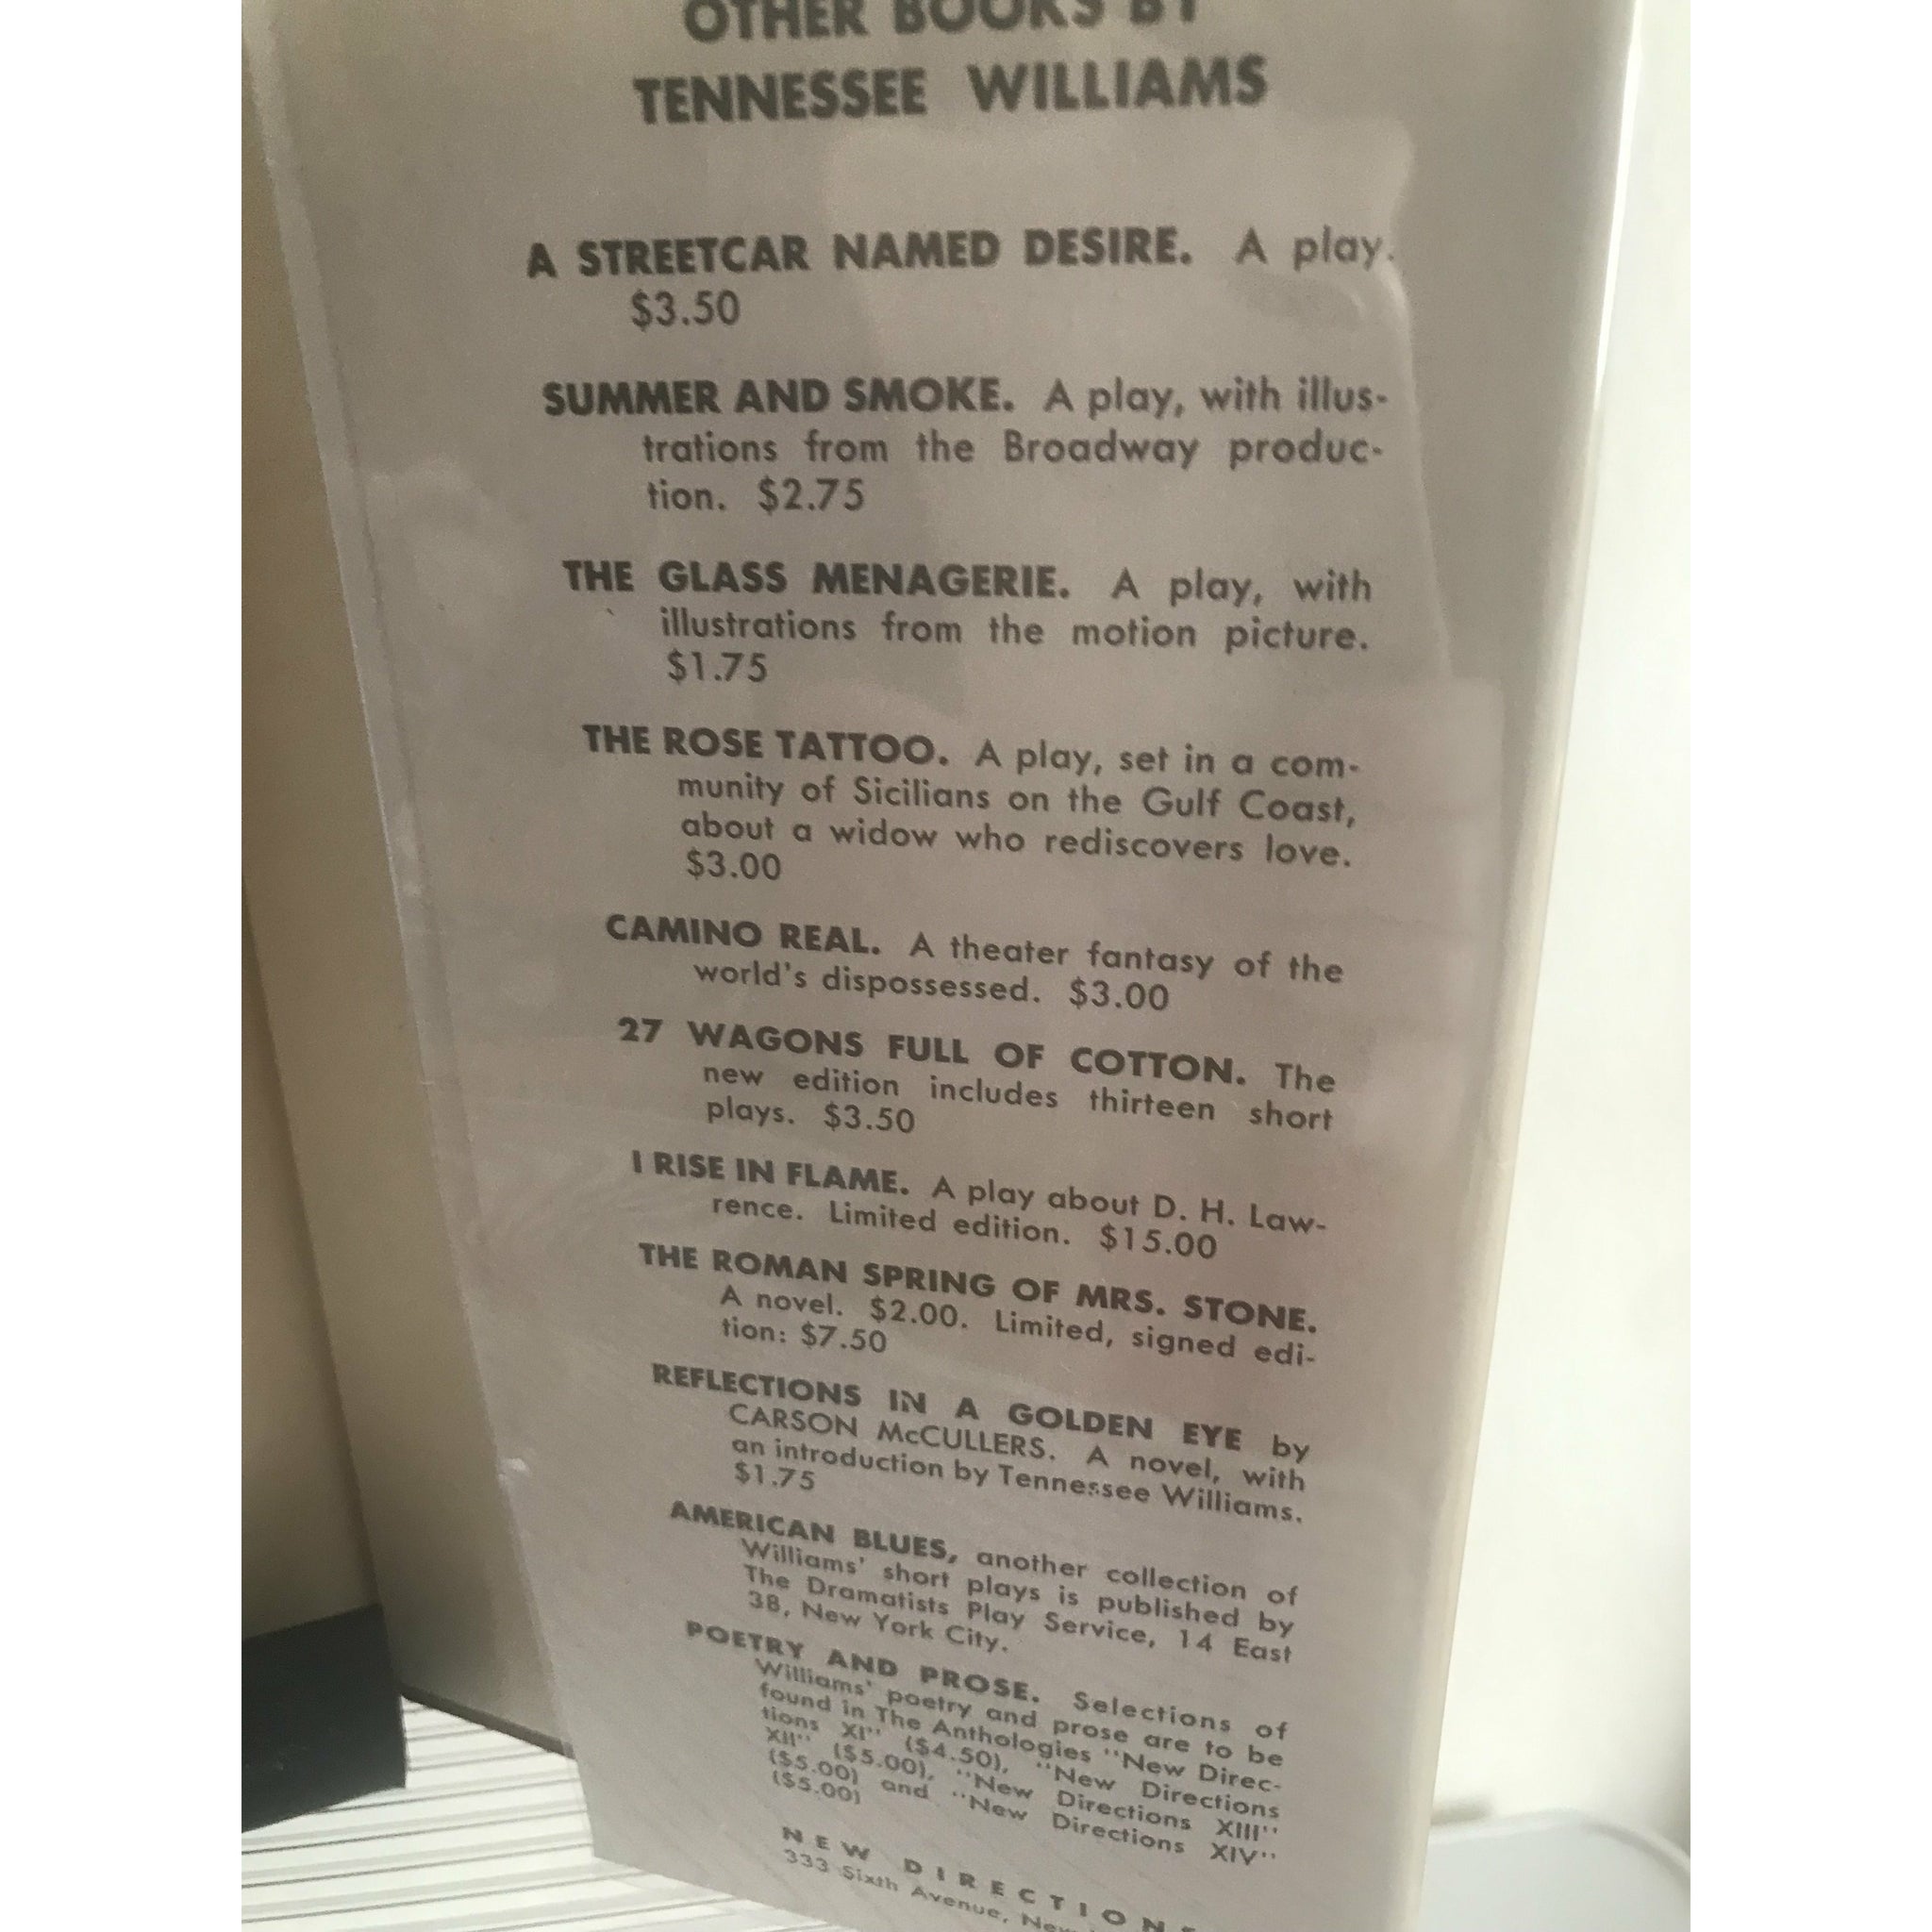 OTHER BOOKS BY
TENNESSEE WILLIAMS
A STREETCAR NAMED DESIRE. A play.
$3.50
SUMMER AND SMOKE. A play, with illus-
trations from the Broadway produc-
tion. $2.75
THE GLASS MENAGERIE. A play, with
illustrations from the motion picture.
$1.75
THE ROSE TATTOO. A play, set in a com-
munity of Sicilians on the Gulf Coast,
about a widow who rediscovers love.
$3.00
CAMINO REAL. A theater fantasy of the
world's dispossessed. $3.00
27 WAGONS FULL OF COTTON. The
new edition includes thirteen short
plays. $3.50
I RISE IN FLAME. A play about D. H. Law-
rence. Limited edition. $15.00
THE ROMAN SPRING OF MRS. STONE.
A novel. $2.00. Limited, signed edi-
tion: $7.50
REFLECTIONS IN A GOLDEN EYE by
CARSON McCULLERS. A novel, with
an introduction by Tennessee Williams.
$1.75
AMERICAN BLUES, another collection of
Williams' short plays is published by
The Dramatists Play Service, 14 East
38, New York City.
POETRY AND PROSE. Selections of
Williams' poetry and prose are to be
found in The Anthologies "New Direc-
tions XI" ($4.50), "New Directions
XII" ($5.00), "New Directions XIII"
($5.00) and "New Directions XIV"
($5.00)
NEW DIRECTIONS
333 Sixth Avenue, New